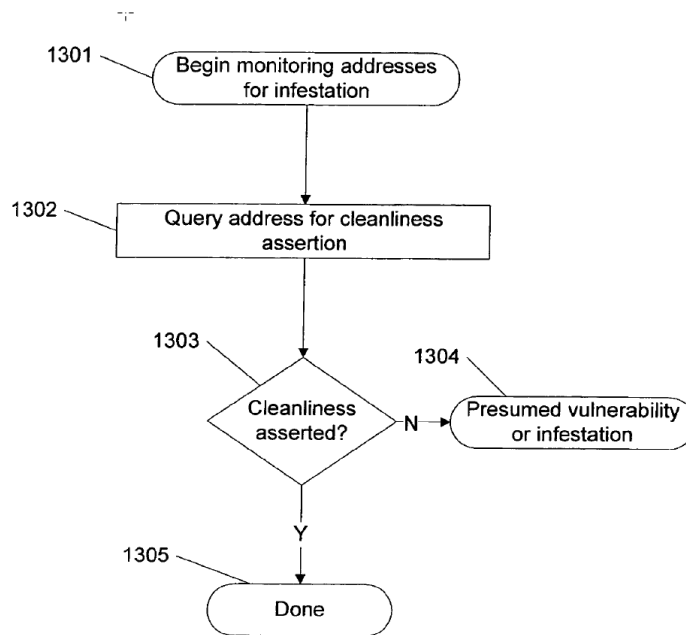 1301
Begin monitoring addresses
for infestation
1302
Query address for cleanliness
assertion
1303
Cleanliness
asserted?
N
1304
Presumed vulnerability
or infestation
Y
1305
Done